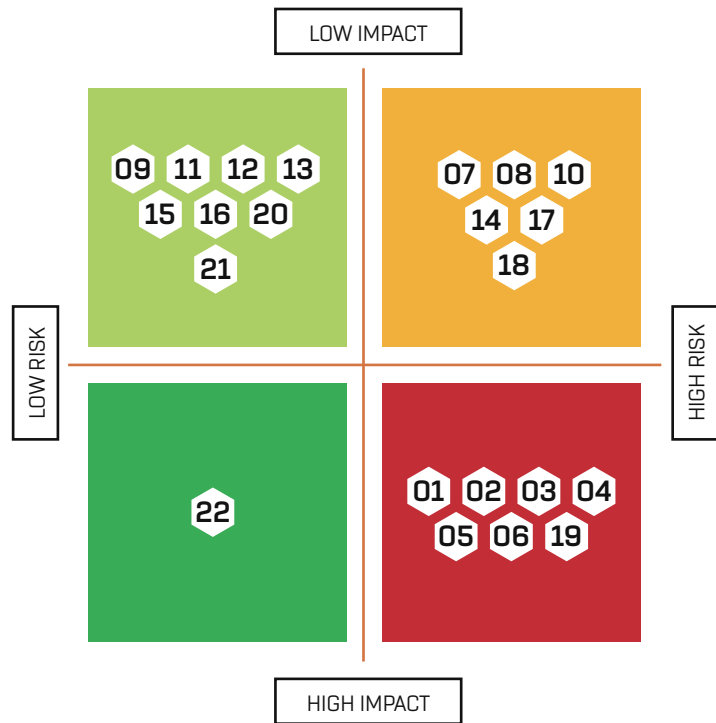 LOW IMPACT
09 11 12 13
15 16 20
21
07 08 10
14 17
18
LOW RISK
HIGH RISK
22
01 02 03 04
05 06 19
HIGH IMPACT